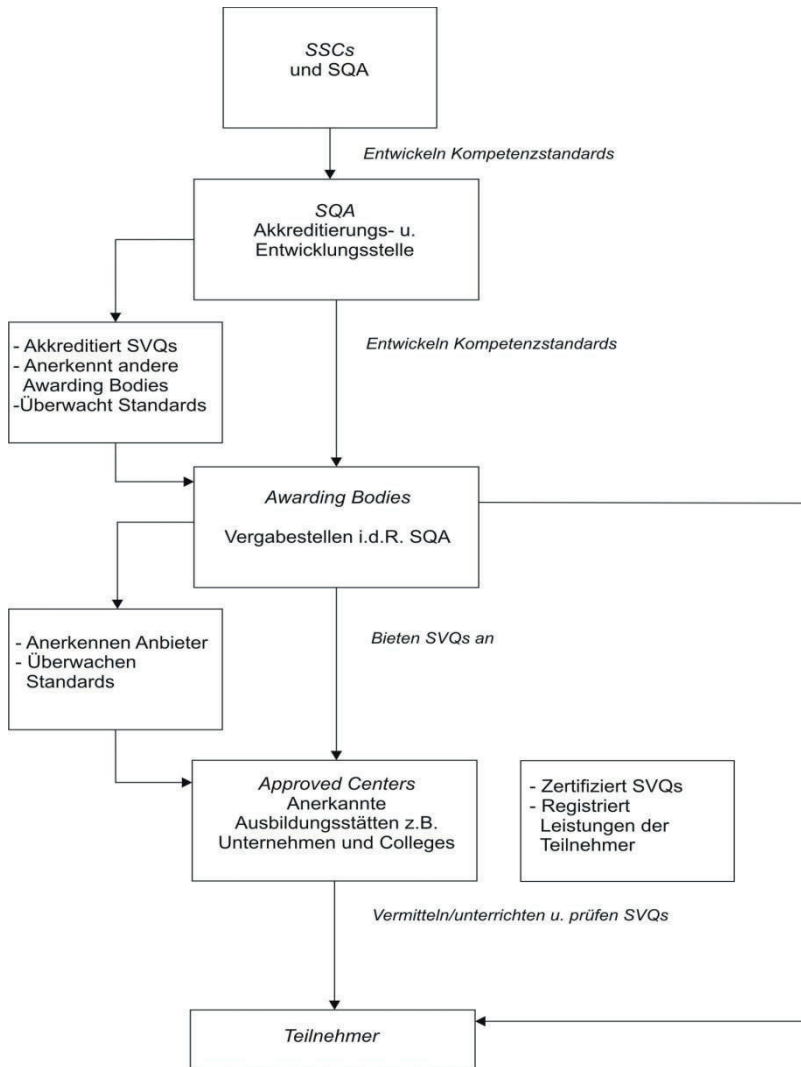 SSCs
und SQA
Entwickeln Kompetenzstandards
SQA
Akkreditierungs- u.
Entwicklungsstelle
- Akkreditiert SVQs
- Anerkennt andere
Awarding Bodies
-Überwacht Standards
Entwickeln Kompetenzstandards
Awarding Bodies
Vergabestellen i.d.R. SQA
- Anerkennen Anbieter
- Überwachen
Standards
Bieten SVQs an
Approved Centers
Anerkannte
Ausbildungsstätten z.B.
Unternehmen und Colleges
- Zertifiziert SVQs
- Registriert
Leistungen der
Teilnehmer
Vermitteln/unterrichten u. prüfen SVQs
Teilnehmer